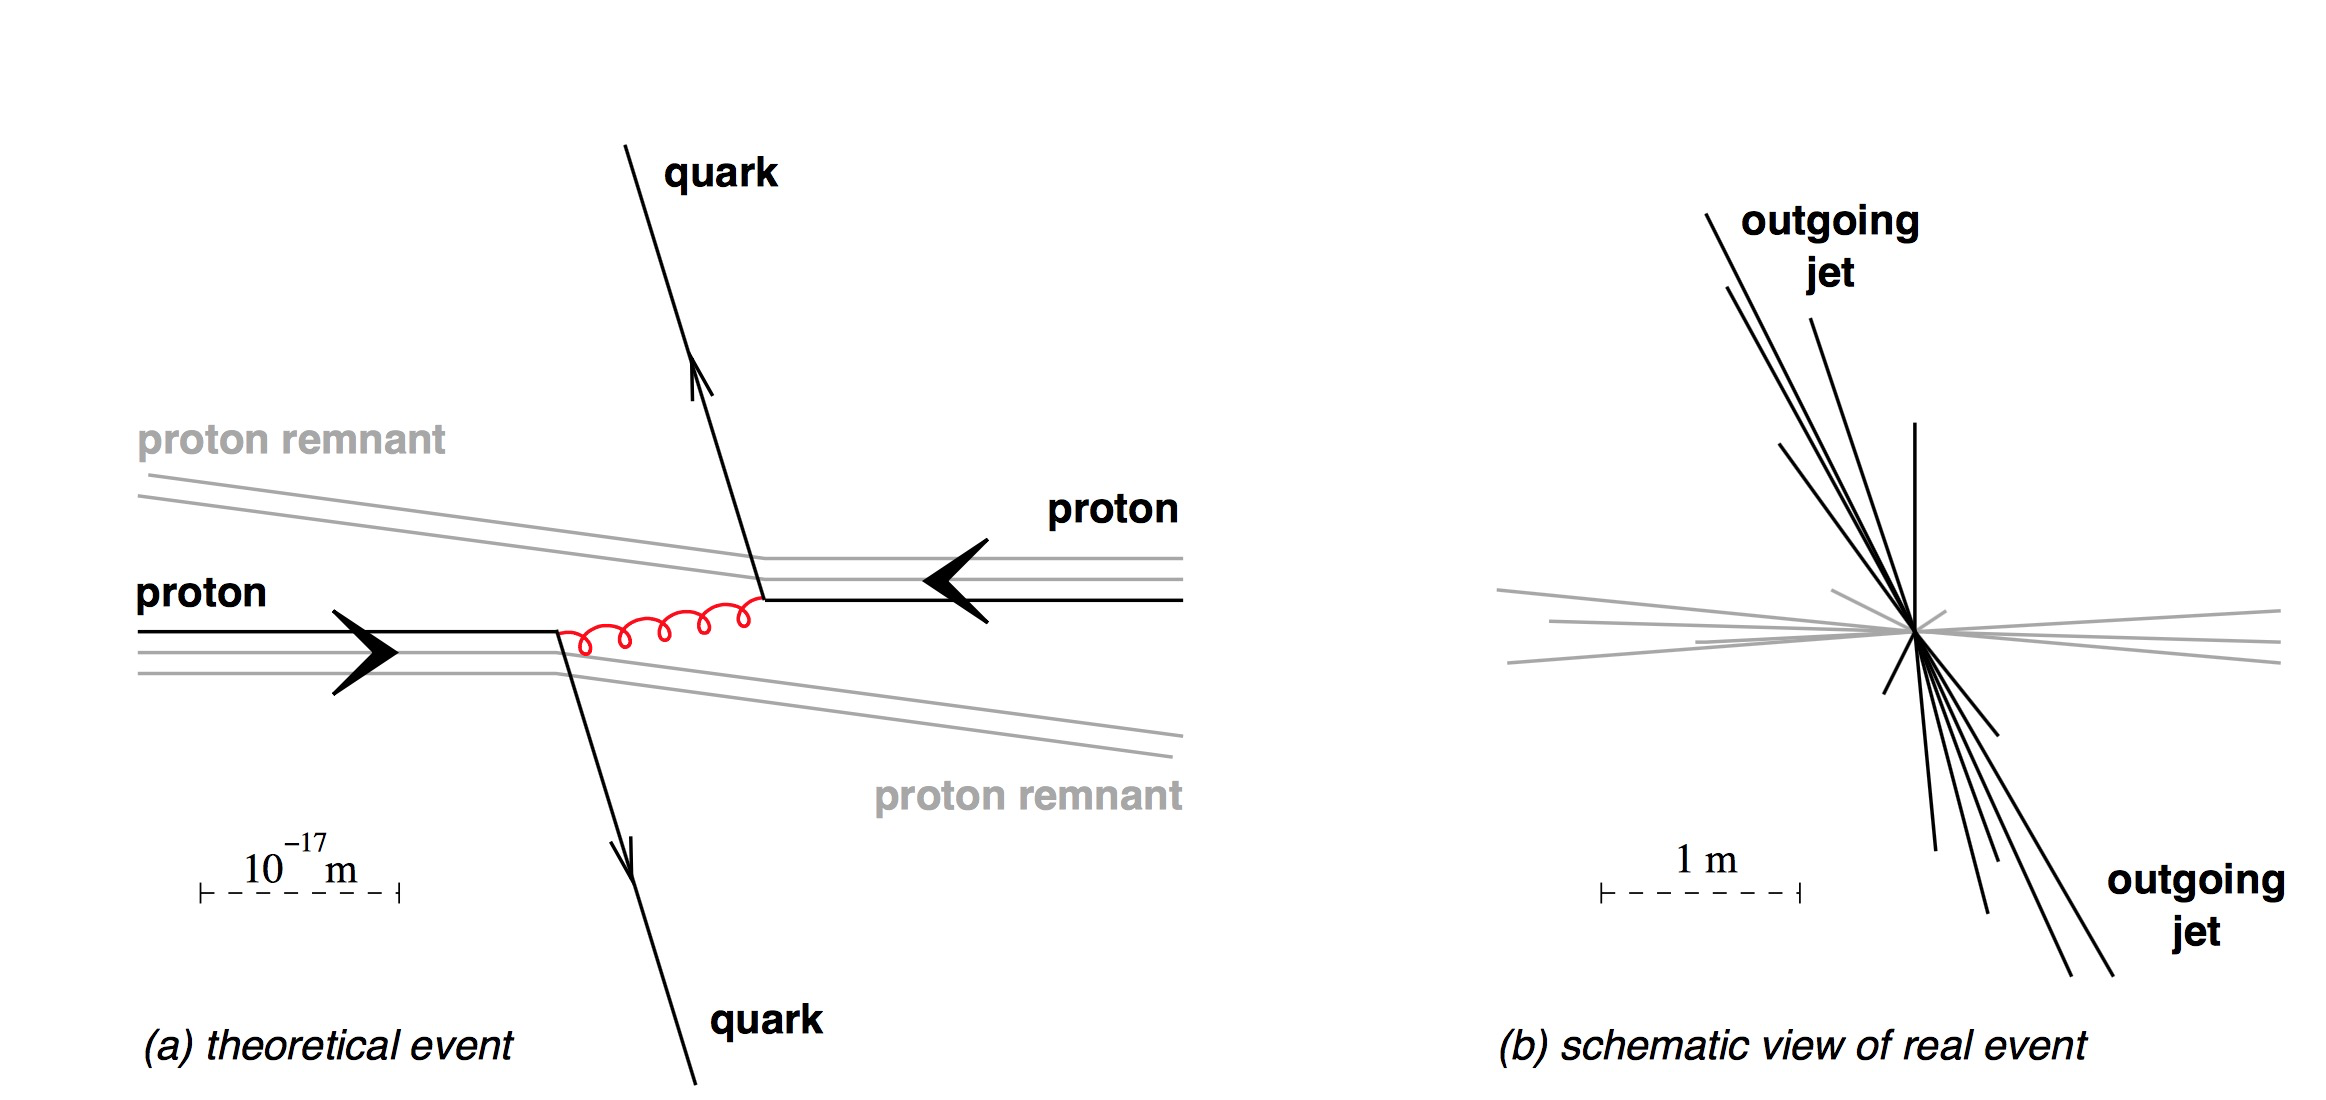 quark
proton remnant
proton
proton
proton remnant
10⁻¹⁷ m
quark
(a) theoretical event
outgoing
jet
1 m
outgoing
jet
(b) schematic view of real event